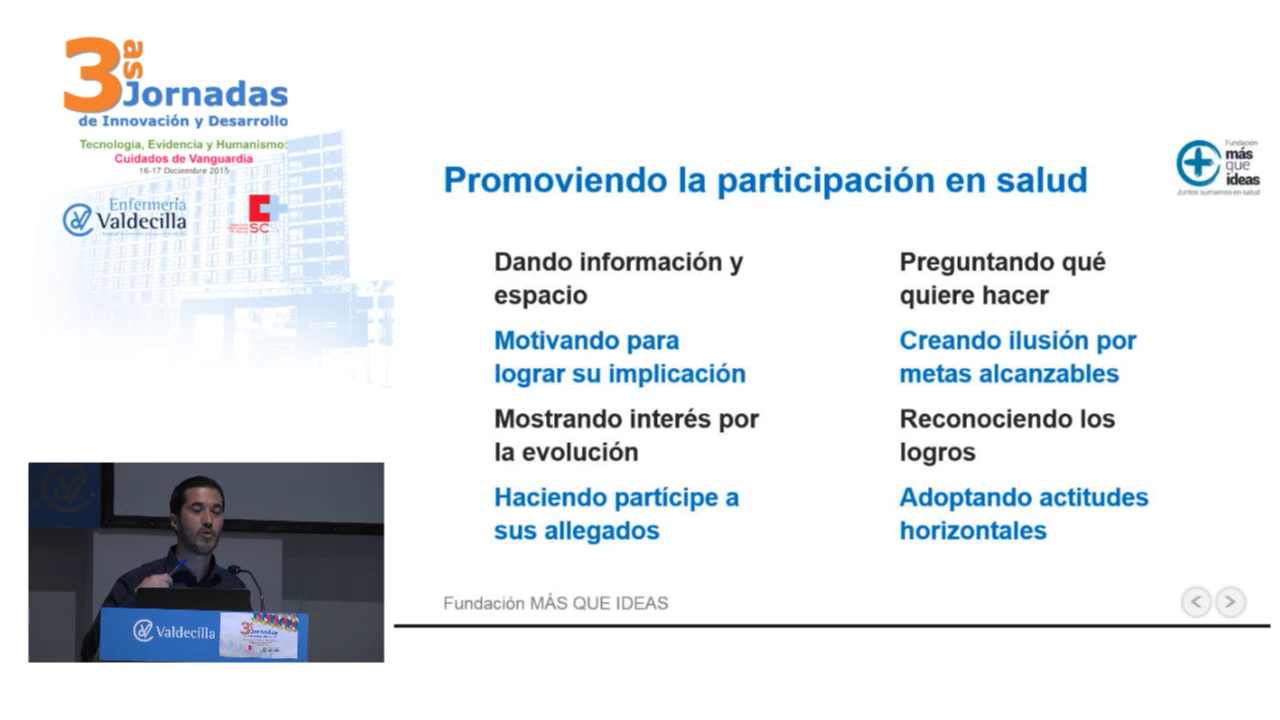 3as Jornadas
de Innovación y Desarrollo
Tecnología, Evidencia y Humanismo:
Cuidados de Vanguardia
16-17 Diciembre 2015
Enfermería
Valdecilla
SC
Fundación
más
que
ideas
Juntos sumamos en salud
Promoviendo la participación en salud
Dando información y
espacio
Motivando para
lograr su implicación
Mostrando interés por
la evolución
Haciendo partícipe a
sus allegados
Preguntando qué
quiere hacer
Creando ilusión por
metas alcanzables
Reconociendo los
logros
Adoptando actitudes
horizontales
Fundación MÁS QUE IDEAS
Valdecilla
3as Jornadas